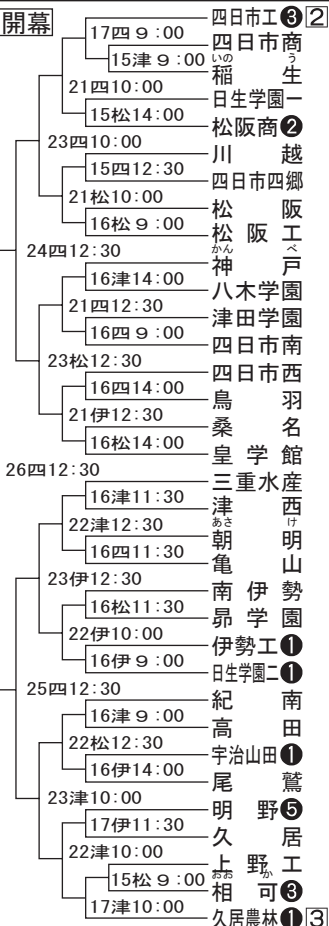 開幕
四日市工❸[2]
17四9:00
四日市商
15津9:00
いのう
稲生
21四10:00
日生学園一
15松14:00
松阪商❷
23四10:00
川越
15四12:30
四日市四郷
21松10:00
松阪
16松9:00
松阪工
24四12:30
かんべ
神戸
16津14:00
八木学園
21四12:30
津田学園
16四9:00
四日市南
23松12:30
四日市西
16四14:00
鳥羽
21伊12:30
桑名
16松14:00
皇学館
26四12:30
三重水産
16津11:30
津西
22津12:30
あさけ
朝明
16四11:30
亀山
23伊12:30
南伊勢
16松11:30
昴学園
22伊10:00
伊勢工❶
16伊9:00
日生学園二❶
25四12:30
紀南
16津9:00
高田
22松12:30
宇治山田❶
16伊14:00
尾鷲
23津10:00
明野❺
17伊11:30
久居
22津10:00
上野工
15松9:00
おおか
相可❸
17津10:00
久居農林❶[3]